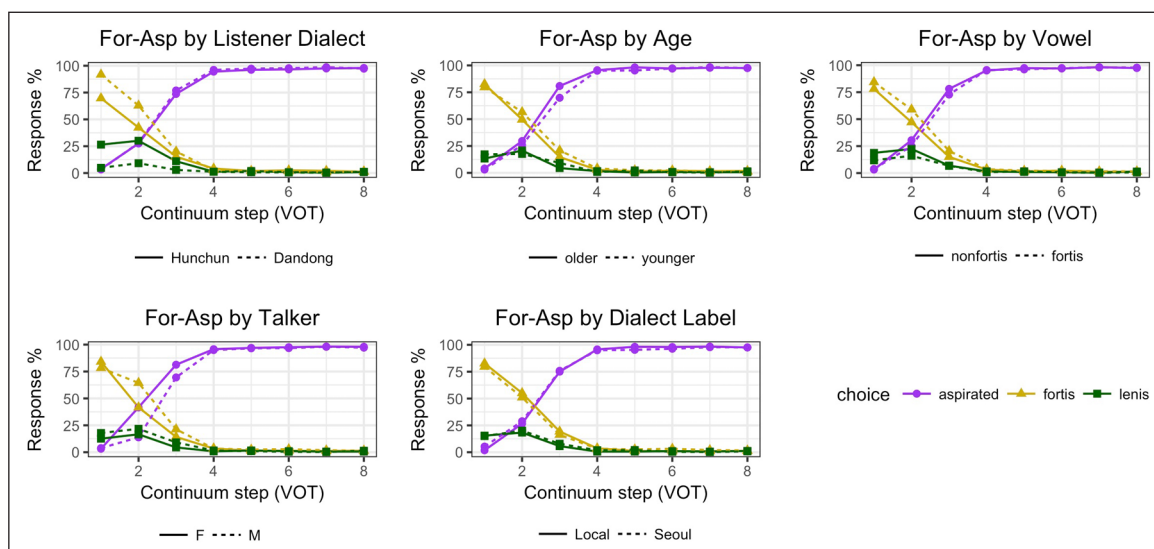 For-Asp by Listener Dialect
Response %
100
75
50
25
0
2 4 6 8
Continuum step (VOT)
Hunchun Dandong
For-Asp by Age
Response %
100
75
50
25
0
2 4 6 8
Continuum step (VOT)
older younger
For-Asp by Vowel
Response %
100
75
50
25
0
2 4 6 8
Continuum step (VOT)
nonfortis fortis
For-Asp by Talker
Response %
100
75
50
25
0
2 4 6 8
Continuum step (VOT)
F M
For-Asp by Dialect Label
Response %
100
75
50
25
0
2 4 6 8
Continuum step (VOT)
Local Seoul
choice aspirated fortis lenis